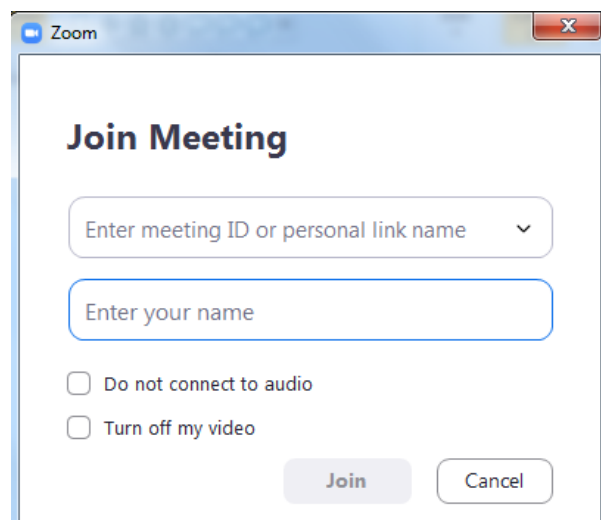 Zoom
Join Meeting
Enter meeting ID or personal link name
Enter your name
Do not connect to audio
Turn off my video
Join Cancel